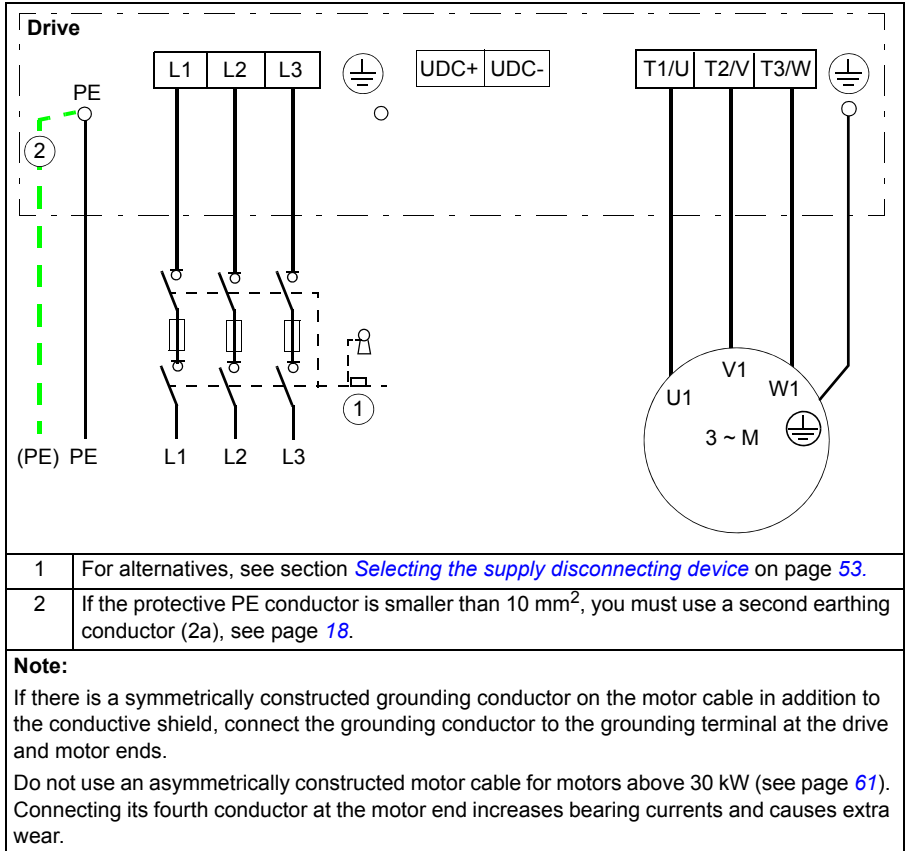 Drive
L1 L2 L3 UDC+ UDC- T1/U T2/V T3/W
PE
2
1
U1 V1 W1
3 ~ M
(PE) PE L1 L2 L3
1 For alternatives, see section Selecting the supply disconnecting device on page 53.
2 If the protective PE conductor is smaller than 10 mm², you must use a second earthing
conductor (2a), see page 18.
Note:
If there is a symmetrically constructed grounding conductor on the motor cable in addition to
the conductive shield, connect the grounding conductor to the grounding terminal at the drive
and motor ends.
Do not use an asymmetrically constructed motor cable for motors above 30 kW (see page 61).
Connecting its fourth conductor at the motor end increases bearing currents and causes extra
wear.